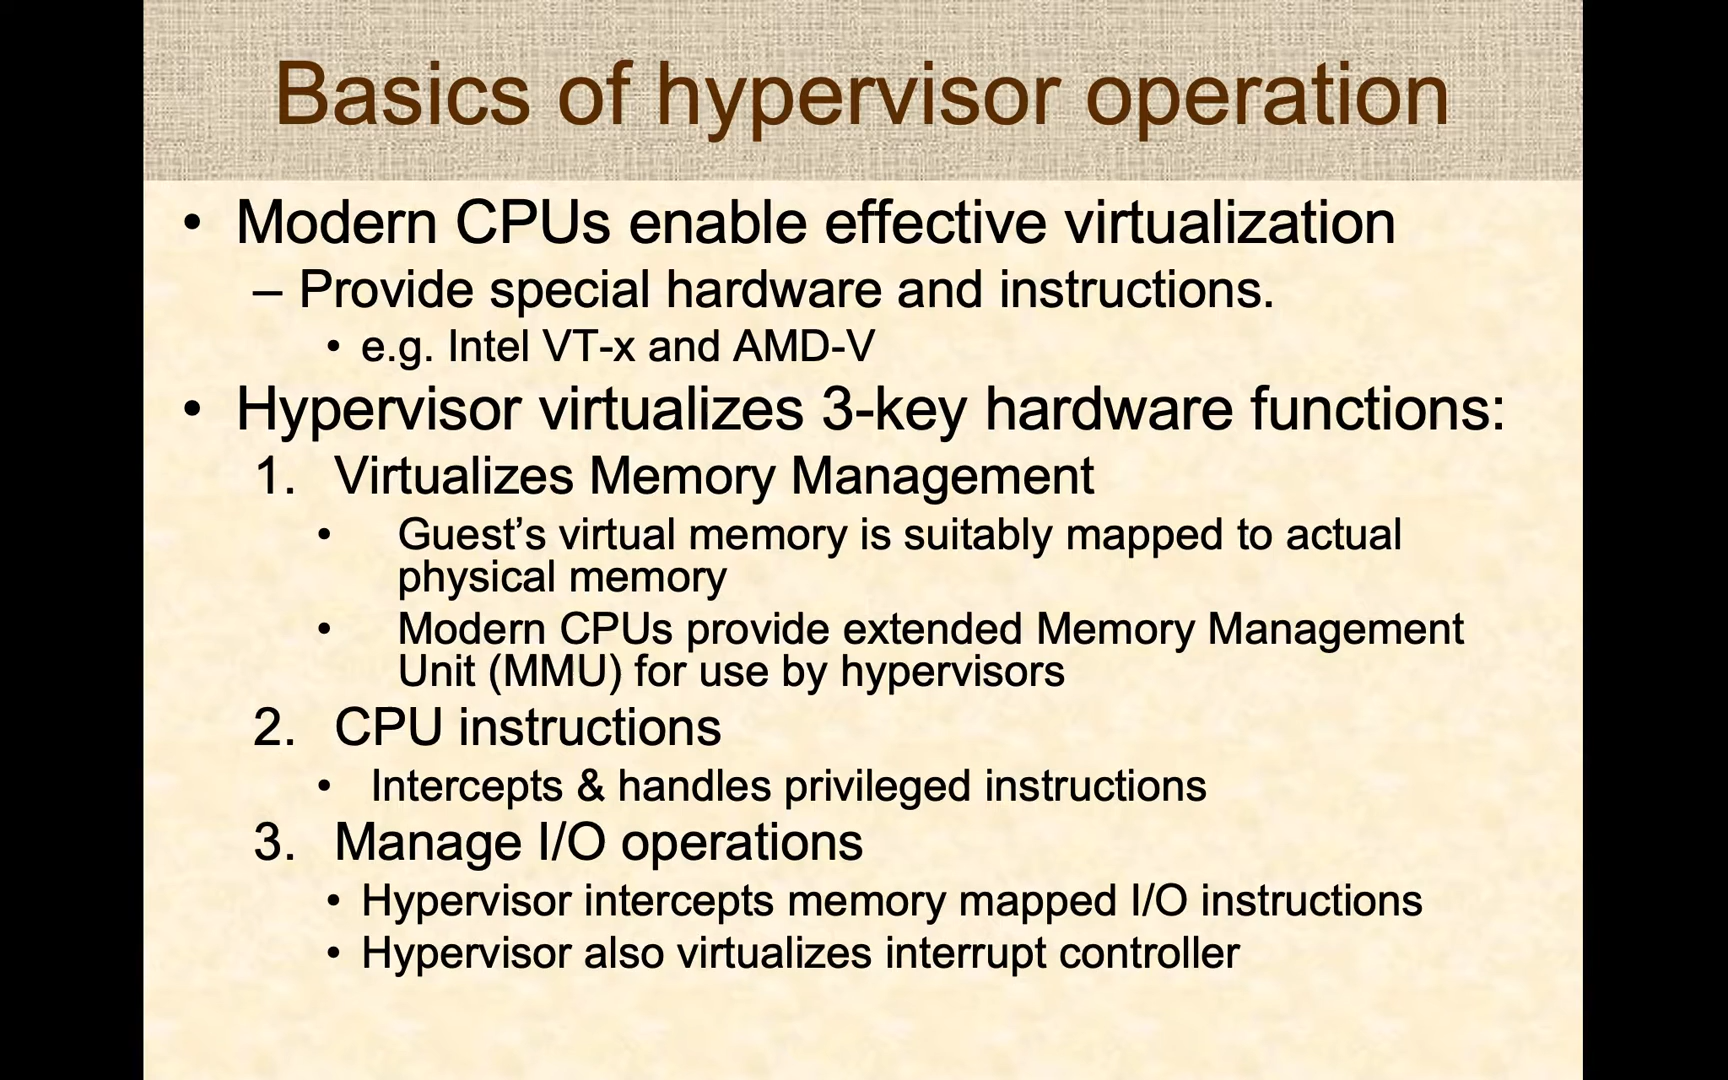 Basics of hypervisor operation
• Modern CPUs enable effective virtualization
– Provide special hardware and instructions.
• e.g. Intel VT-x and AMD-V
• Hypervisor virtualizes 3-key hardware functions:
1. Virtualizes Memory Management
• Guest’s virtual memory is suitably mapped to actual
physical memory
• Modern CPUs provide extended Memory Management
Unit (MMU) for use by hypervisors
2. CPU instructions
• Intercepts & handles privileged instructions
3. Manage I/O operations
• Hypervisor intercepts memory mapped I/O instructions
• Hypervisor also virtualizes interrupt controller